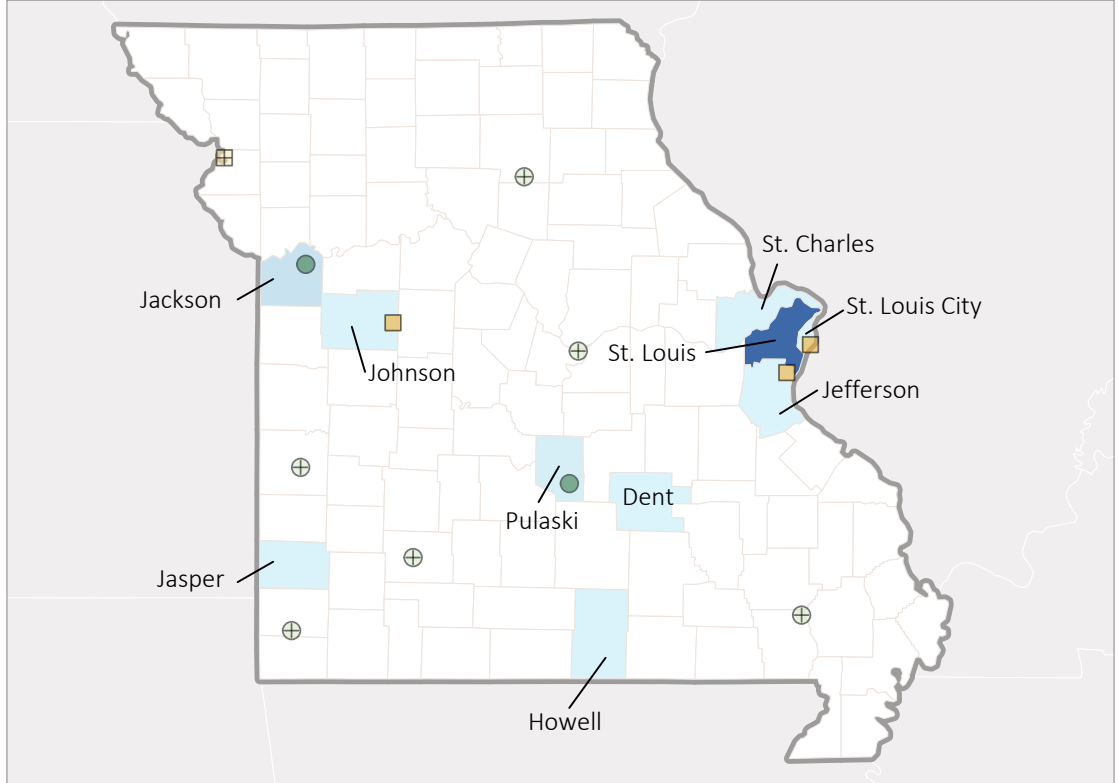 St. Charles
Jackson
St. Louis City
St. Louis
Johnson
Jefferson
Dent
Pulaski
Jasper
Howell